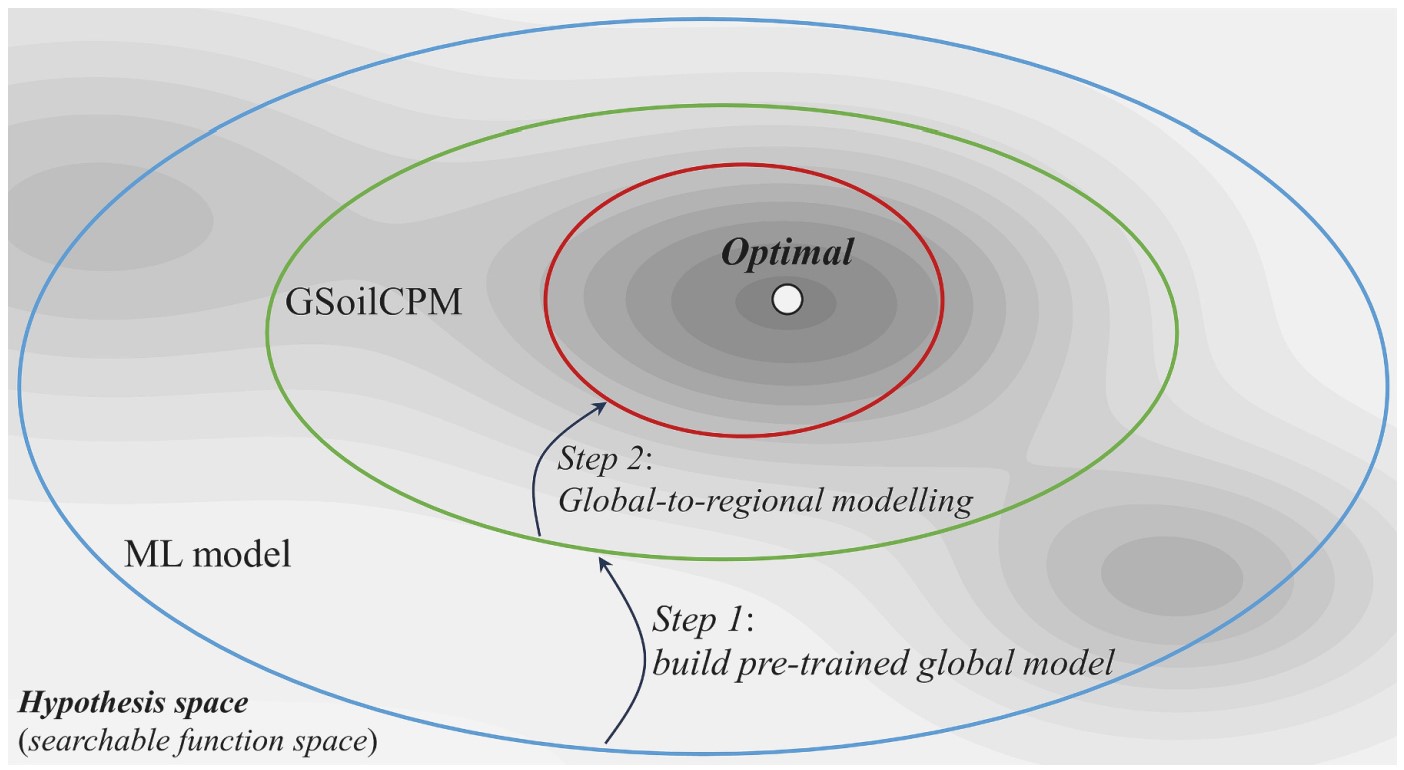 Optimal
GSoilCPM
Step 2:
Global-to-regional modelling
ML model
Step 1:
build pre-trained global model
Hypothesis space
(searchable function space)